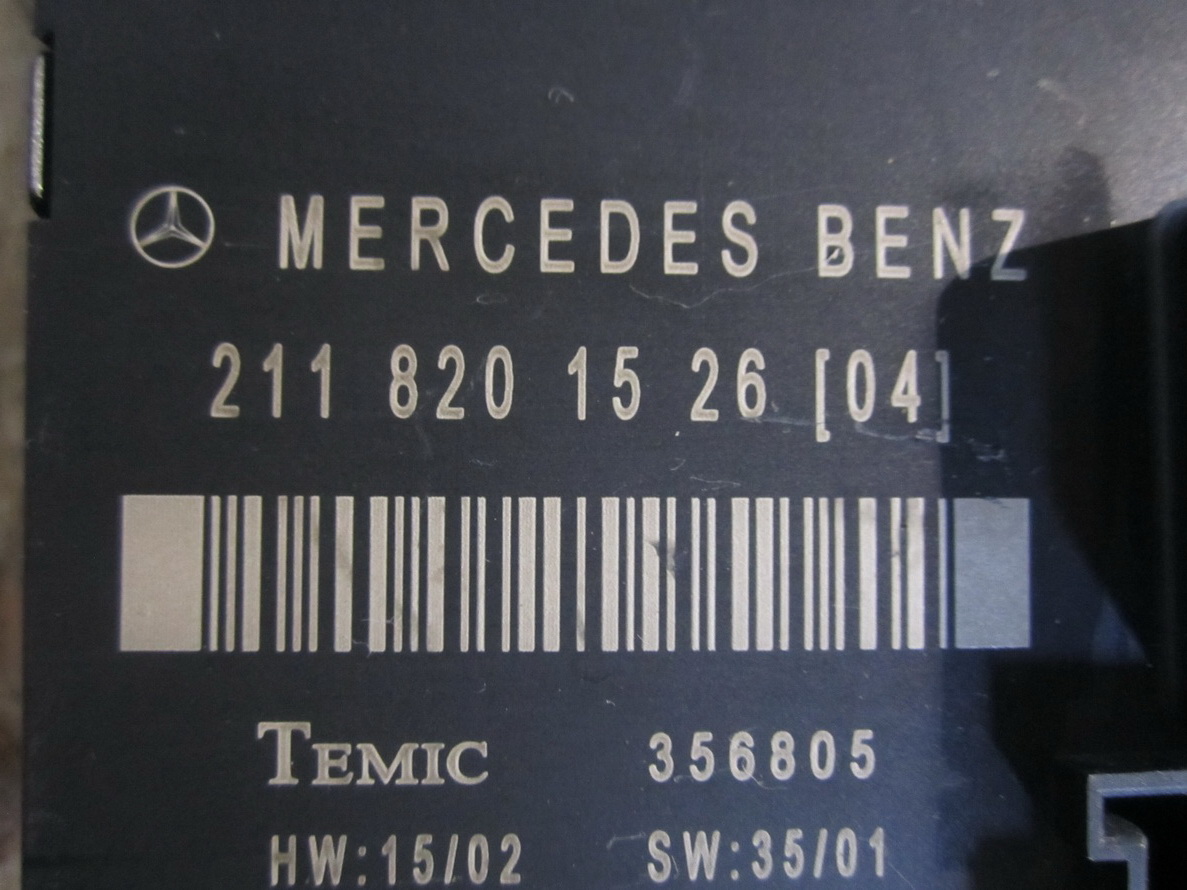 MERCEDES BENZ
211 820 15 26 [04]
TEMIC 356805
HW:15/02 SW:35/01